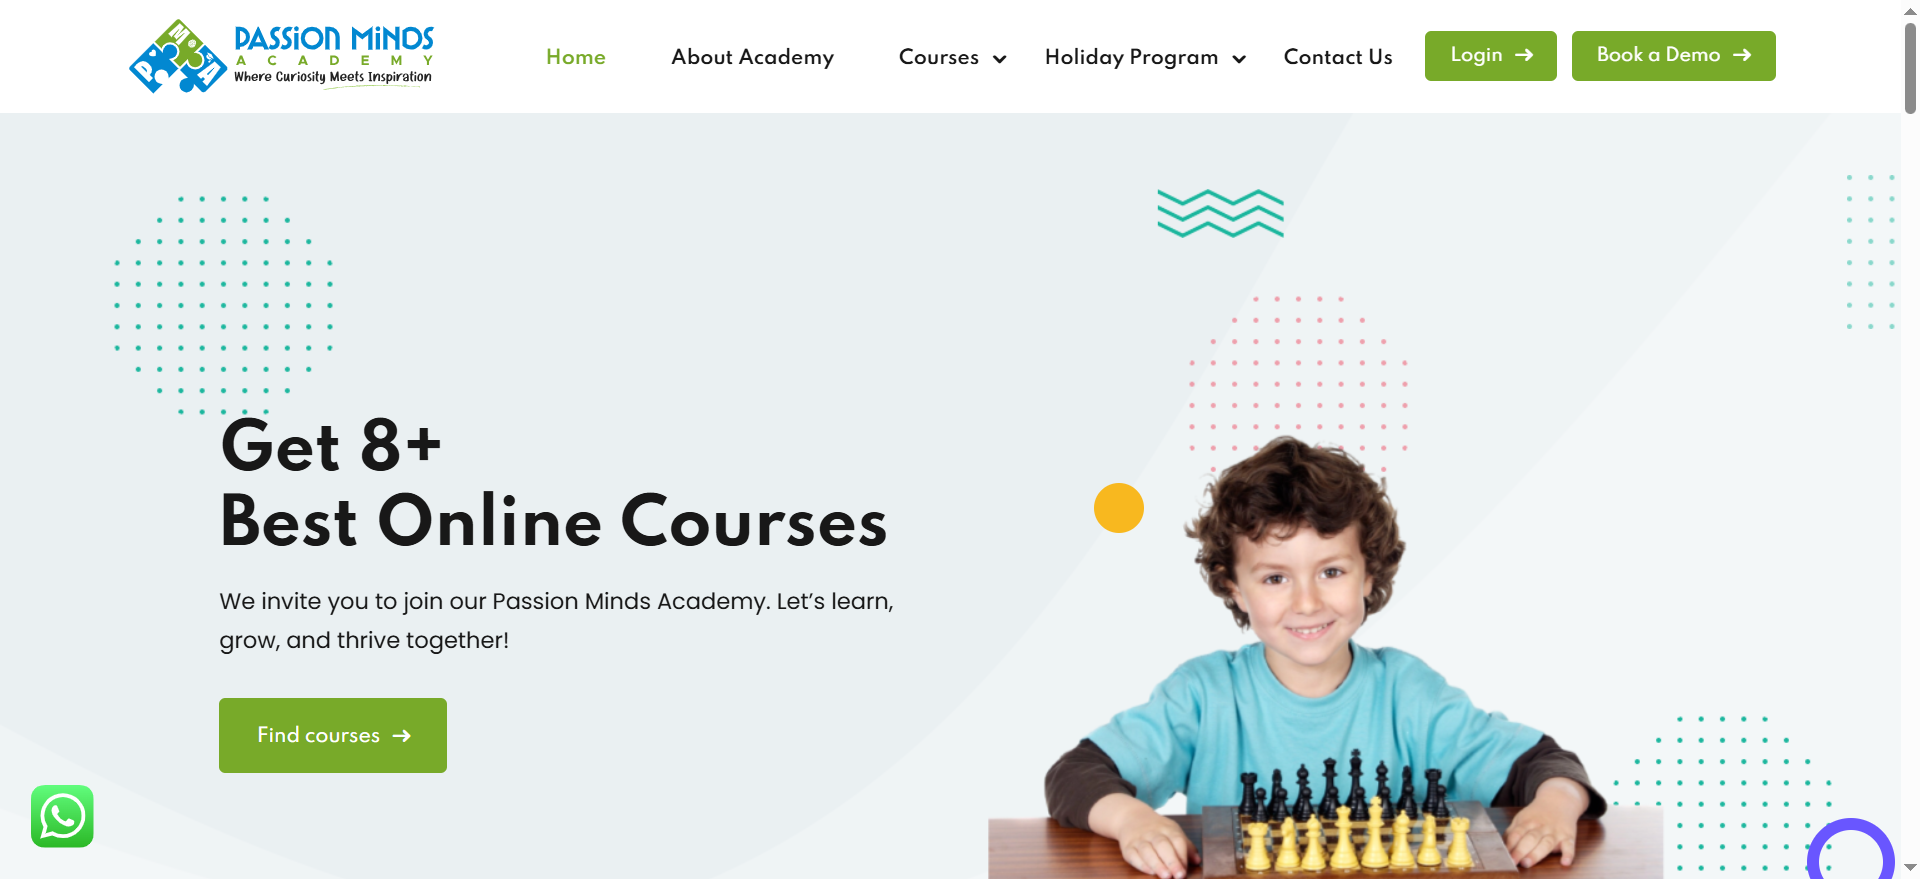 PASSION MINDS
ACADEMY
Where Curiosity Meets Inspiration
Home
About Academy
Courses
Holiday Program
Contact Us
Login →
Book a Demo →
Get 8+
Best Online Courses
We invite you to join our Passion Minds Academy. Let’s learn,
grow, and thrive together!
Find courses →